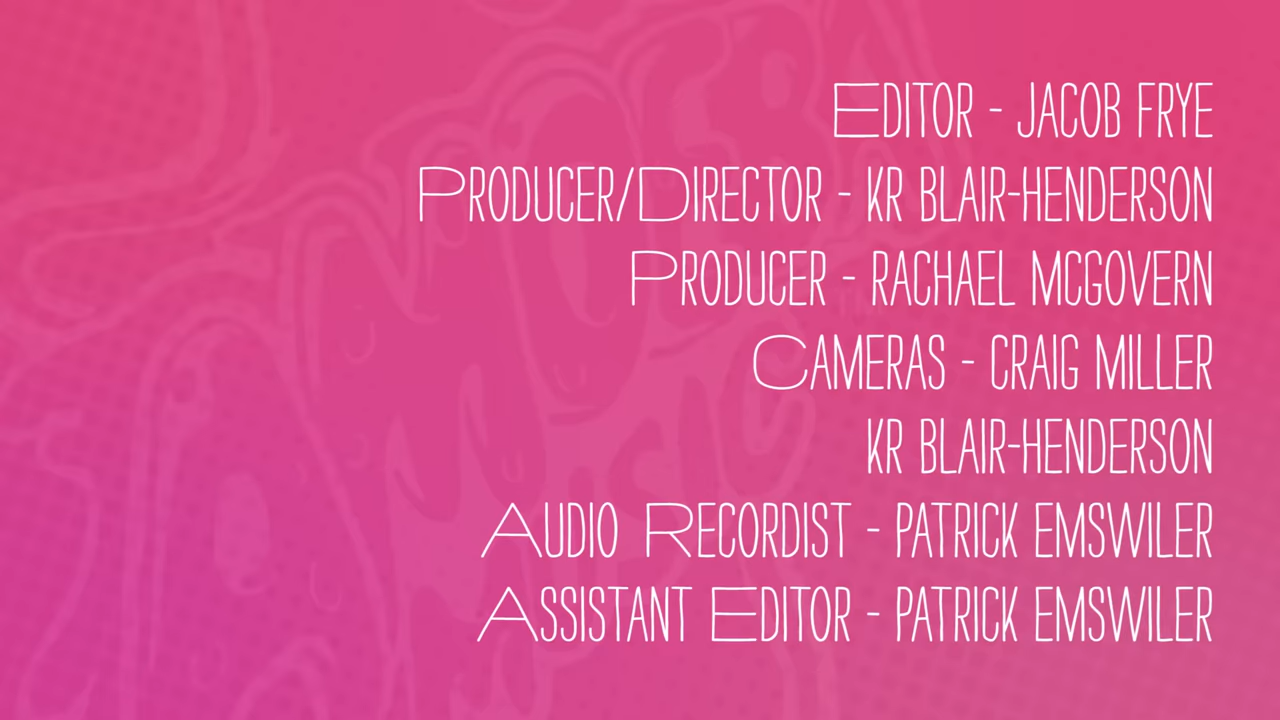 Editor - JACOB FRYE
Producer/Director - KR BLAIR-HENDERSON
Producer - RACHAEL MCGOVERN
Cameras - CRAIG MILLER
KR BLAIR-HENDERSON
Audio Recordist - PATRICK EMSWILER
Assistant Editor - PATRICK EMSWILER